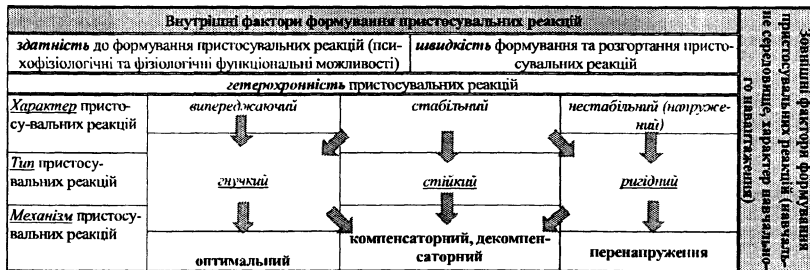 Внутрішні фактори формування пристосувальних реакцій
здатність до формування пристосувальних реакцій (пси-
хофізіологічні та фізіологічні функціональні можливості)
швидкість формування та розгортання присто-
сувальних реакцій
гетерохронність пристосувальних реакцій
Характер присто-
су-вальних реакцій
випереджаючий
стабільний
нестабільний (напруже-
ний)
Тип пристосу-
вальних реакцій
гнучкий
стійкий
ригідний
Механізм пристосу-
вальних реакцій
оптимальний
компенсаторний, декомпен-
саторний
перенапруження
Зовнішні фактори формування
пристосувальних реакцій (навчаль-
не середовище, характер навчально-
го навантаження)